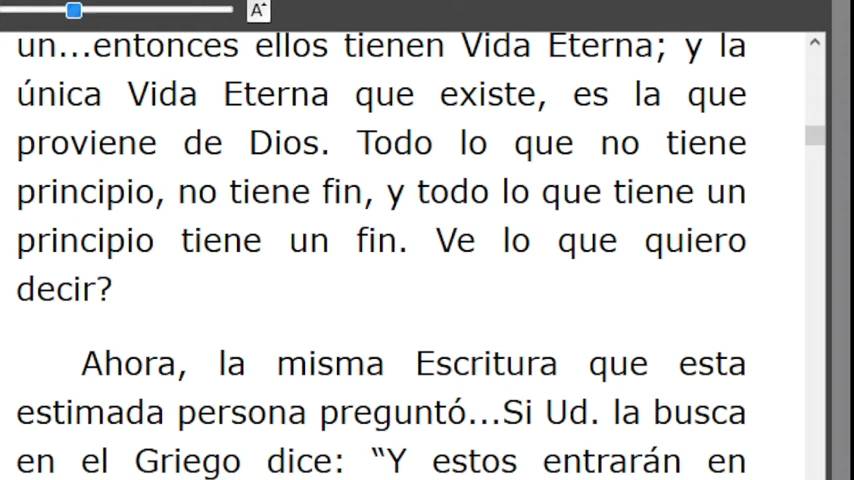 A
un...entonces ellos tienen Vida Eterna; y la
única Vida Eterna que existe, es la que
proviene de Dios. Todo lo que no tiene
principio, no tiene fin, y todo lo que tiene un
principio tiene un fin. Ve lo que quiero
decir?
Ahora, la misma Escritura que esta
estimada persona preguntó...Si Ud. la busca
en el Griego dice: “Y estos entrarán en